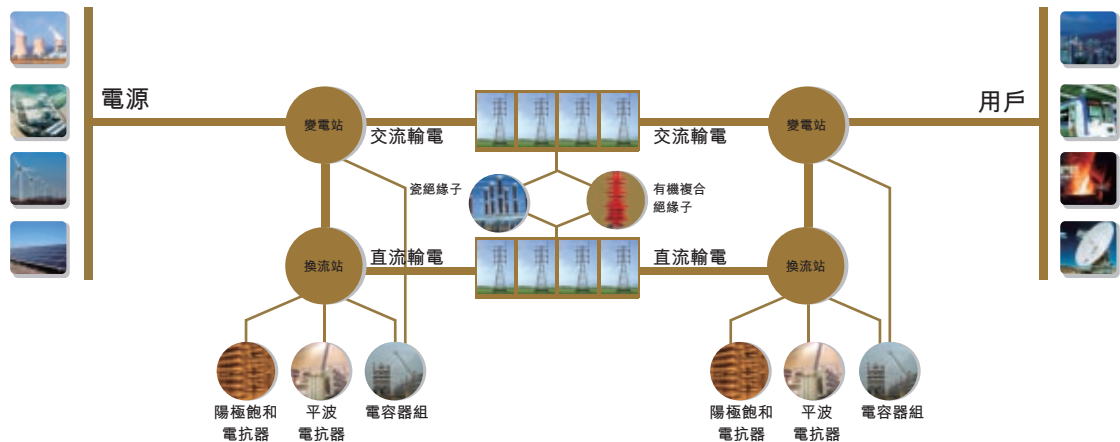 電源
用戶
變電站
交流輸電
交流輸電
變電站
瓷絕緣子
有機複合
絕緣子
換流站
直流輸電
直流輸電
換流站
陽極飽和
電抗器
平波
電抗器
電容器組
陽極飽和
電抗器
平波
電抗器
電容器組